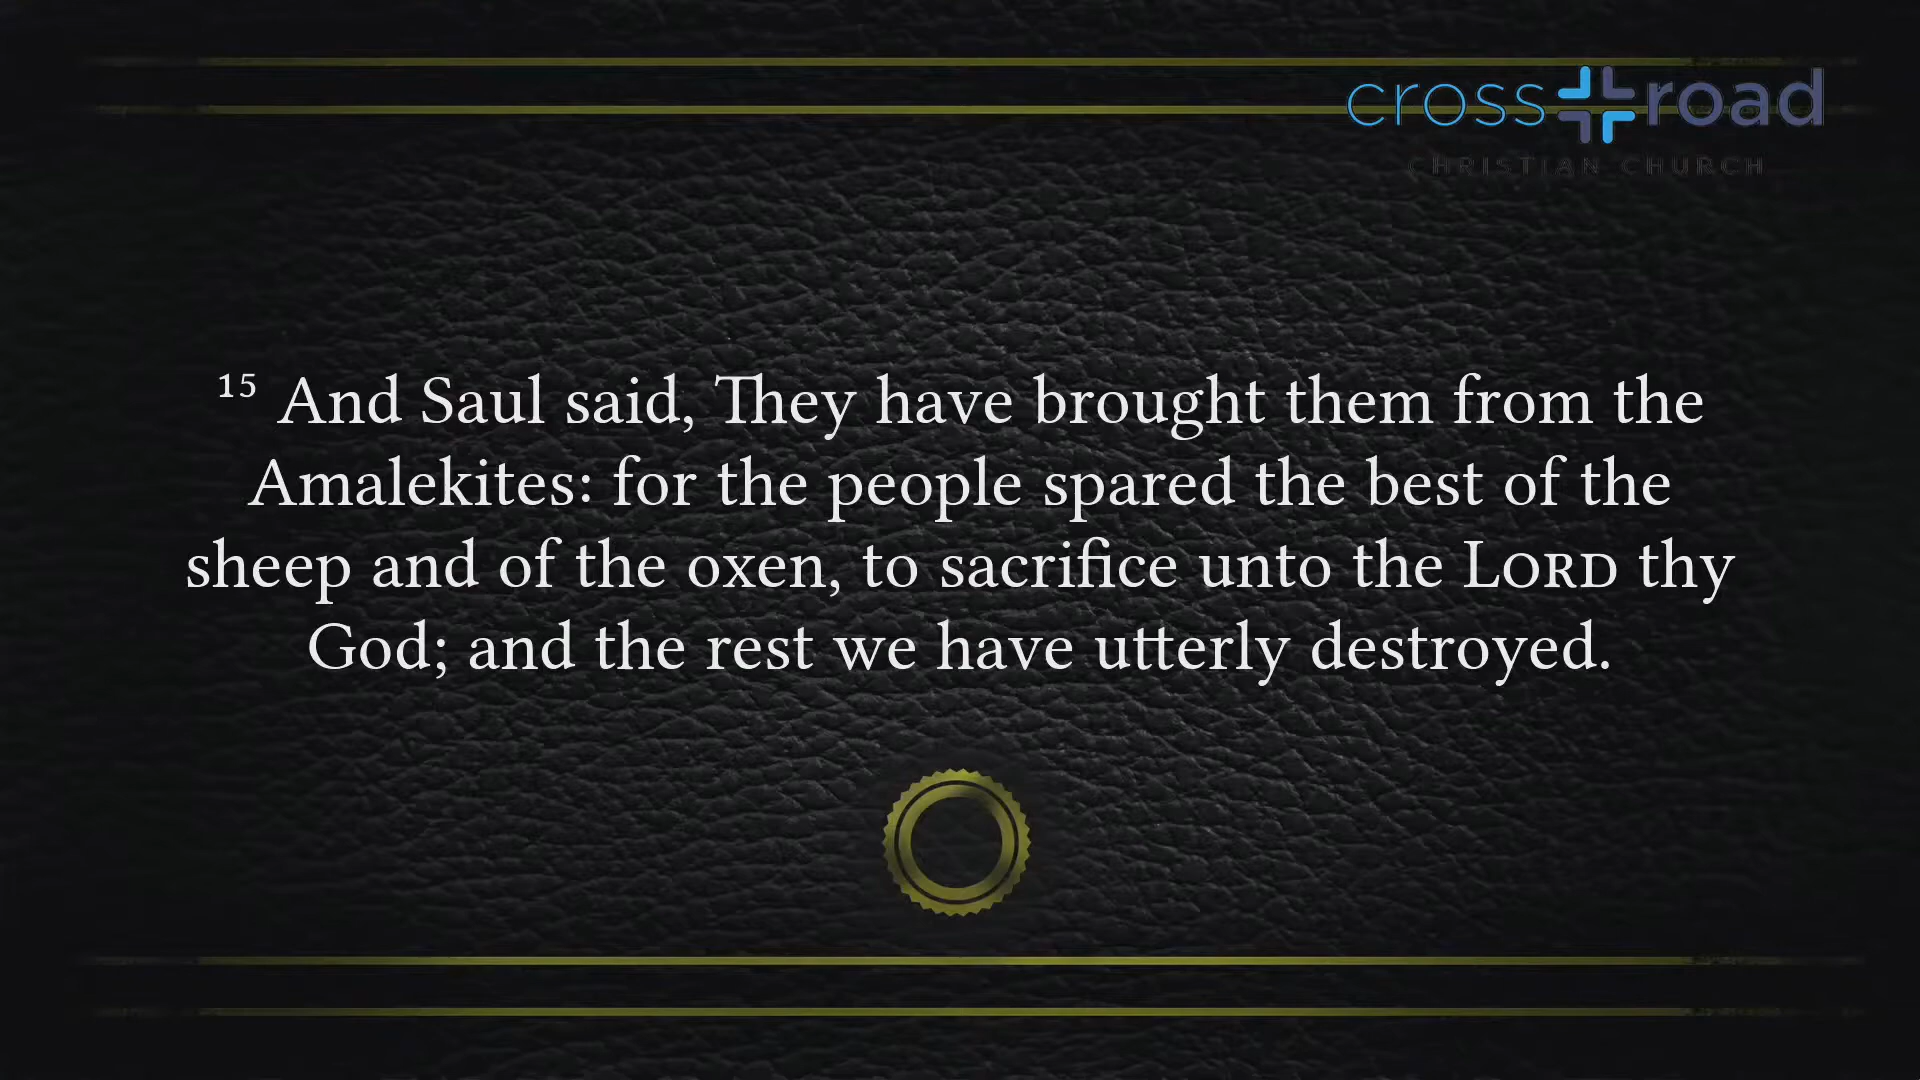 cross road
CHRISTIAN CHURCH
¹⁵ And Saul said, They have brought them from the
Amalekites: for the people spared the best of the
sheep and of the oxen, to sacrifice unto the LORD thy
God; and the rest we have utterly destroyed.